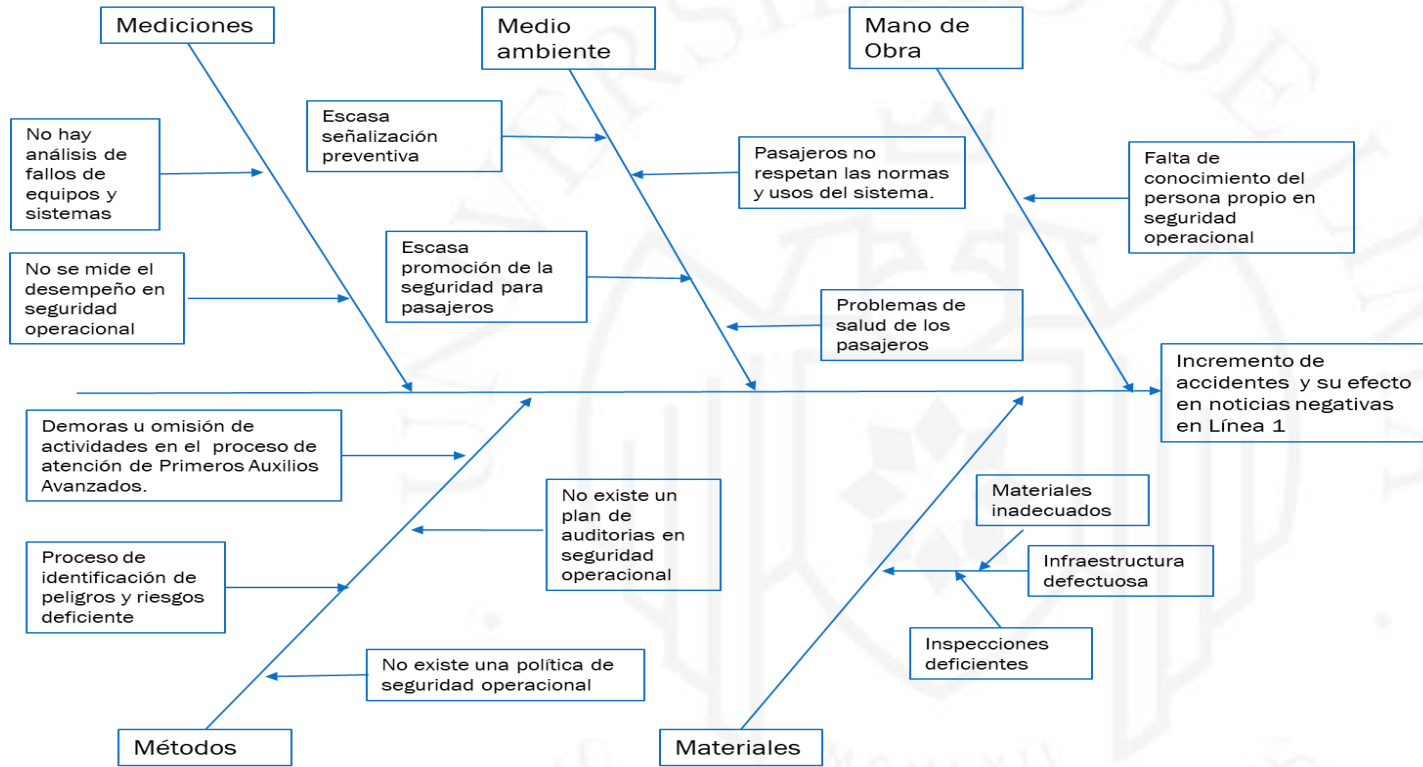 Mediciones
Medio
ambiente
Mano de
Obra
No hay
análisis de
fallos de
equipos y
sistemas
Escasa
señalización
preventiva
Pasajeros no
respetan las normas
y usos del sistema.
Falta de
conocimiento del
persona propio en
seguridad
operacional
No se mide el
desempeño en
seguridad
operacional
Escasa
promoción de la
seguridad para
pasajeros
Problemas de
salud de los
pasajeros
Incremento de
accidentes y su efecto
en noticias negativas
en Línea 1
Demoras u omisión de
actividades en el proceso de
atención de Primeros Auxilios
Avanzados.
No existe un
plan de
auditorias en
seguridad
operacional
Materiales
inadecuados
Proceso de
identificación de
peligros y riesgos
deficiente
Infraestructura
defectuosa
Inspecciones
deficientes
No existe una política de
seguridad operacional
Métodos
Materiales